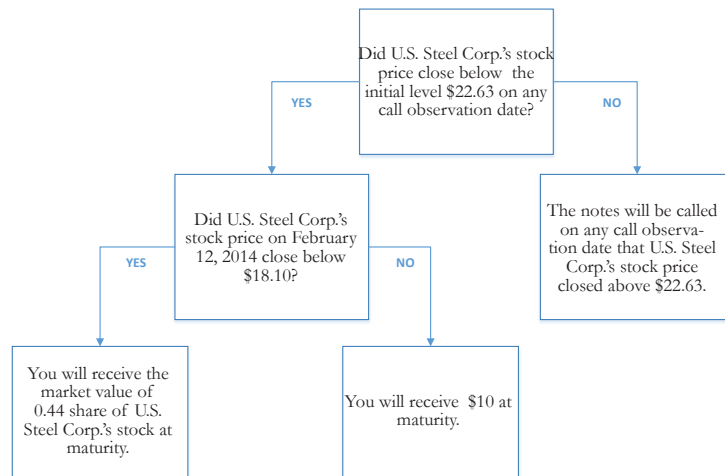 Did U.S. Steel Corp.'s stock
price close below the
initial level $22.63 on any
call observation date?
YES
NO
Did U.S. Steel Corp.'s
stock price on February
12, 2014 close below
$18.10?
The notes will be called
on any call observa-
tion date that U.S. Steel
Corp.'s stock price
closed above $22.63.
YES
NO
You will receive the
market value of
0.44 share of U.S.
Steel Corp.'s stock at
maturity.
You will receive $10 at
maturity.